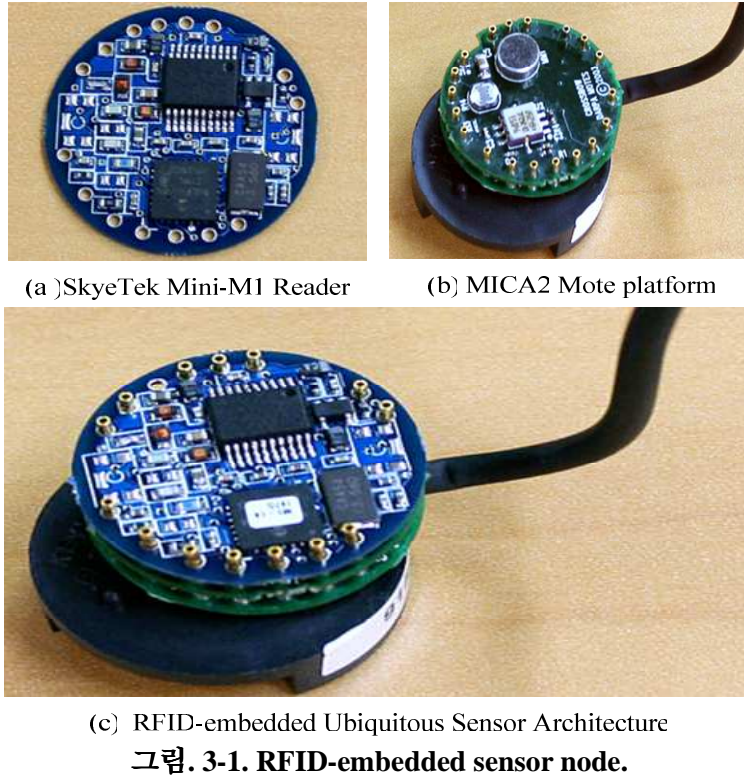 (a )SkyeTek Mini-M1 Reader
(b) MICA2 Mote platform
(c) RFID-embedded Ubiquitous Sensor Architecture
그림. 3-1. RFID-embedded sensor node.